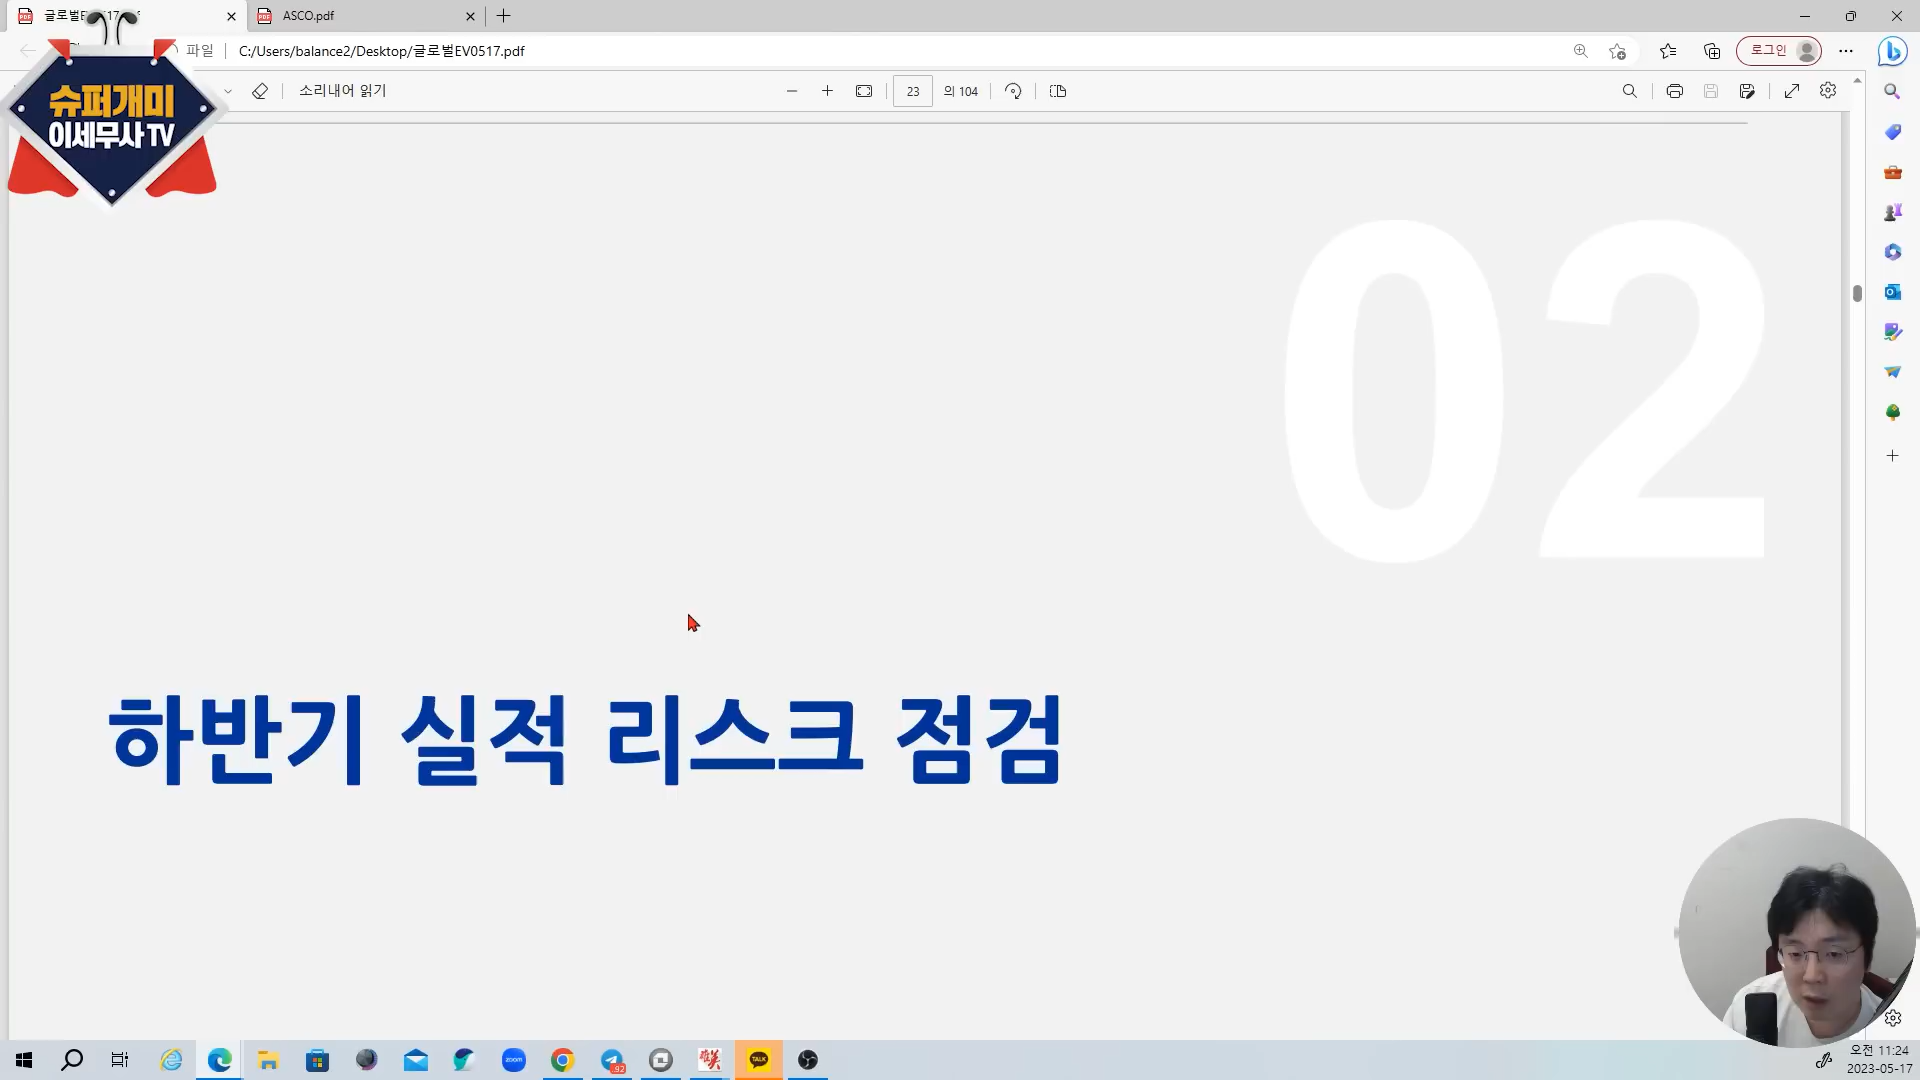 글로벌E
ASCO.pdf
파일
C:/Users/balance2/Desktop/글로벌EV0517.pdf
로그인
소리내어 읽기
23
의 104
슈퍼개미
이세무사TV
02
하반기 실적 리스크 점검
zoom
92
TALK
오전 11:24
2023-05-17